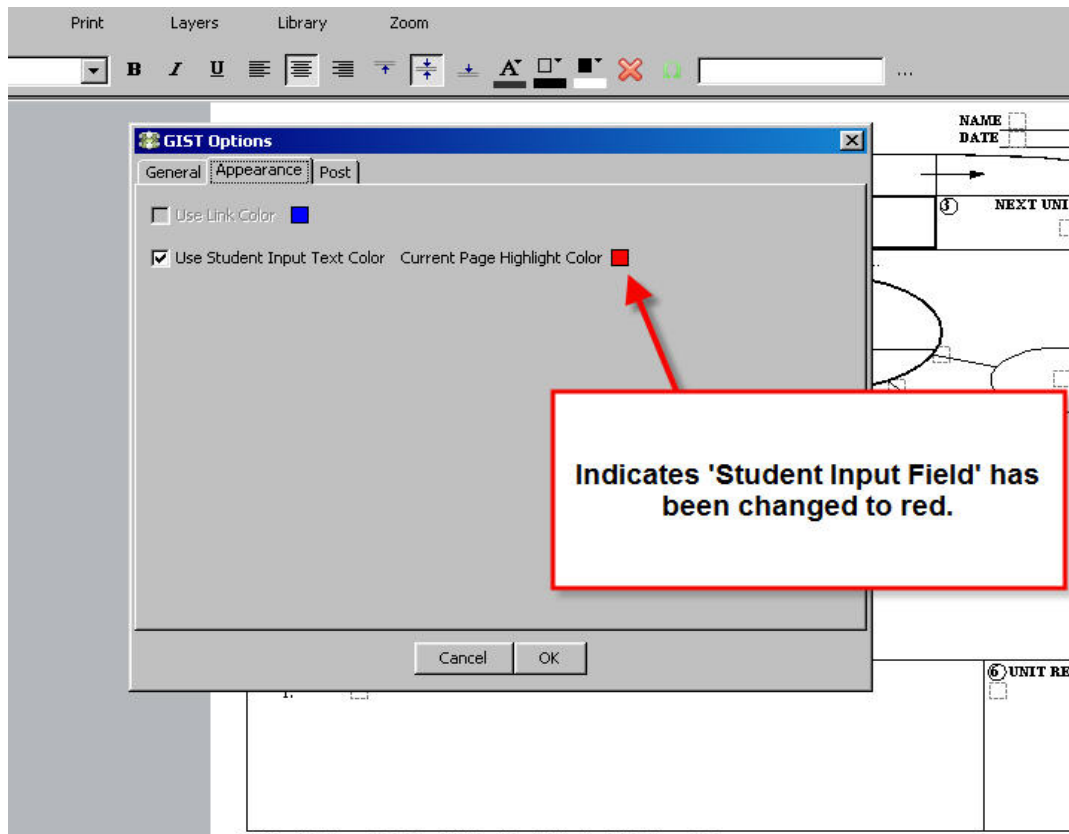 Print Layers Library Zoom
B I U A ...
NAME
DATE
GIST Options
General Appearance Post
3 NEXT UNI
Use Link Color
Use Student Input Text Color Current Page Highlight Color
Indicates 'Student Input Field' has
been changed to red.
Cancel OK
6 UNIT RE
1.